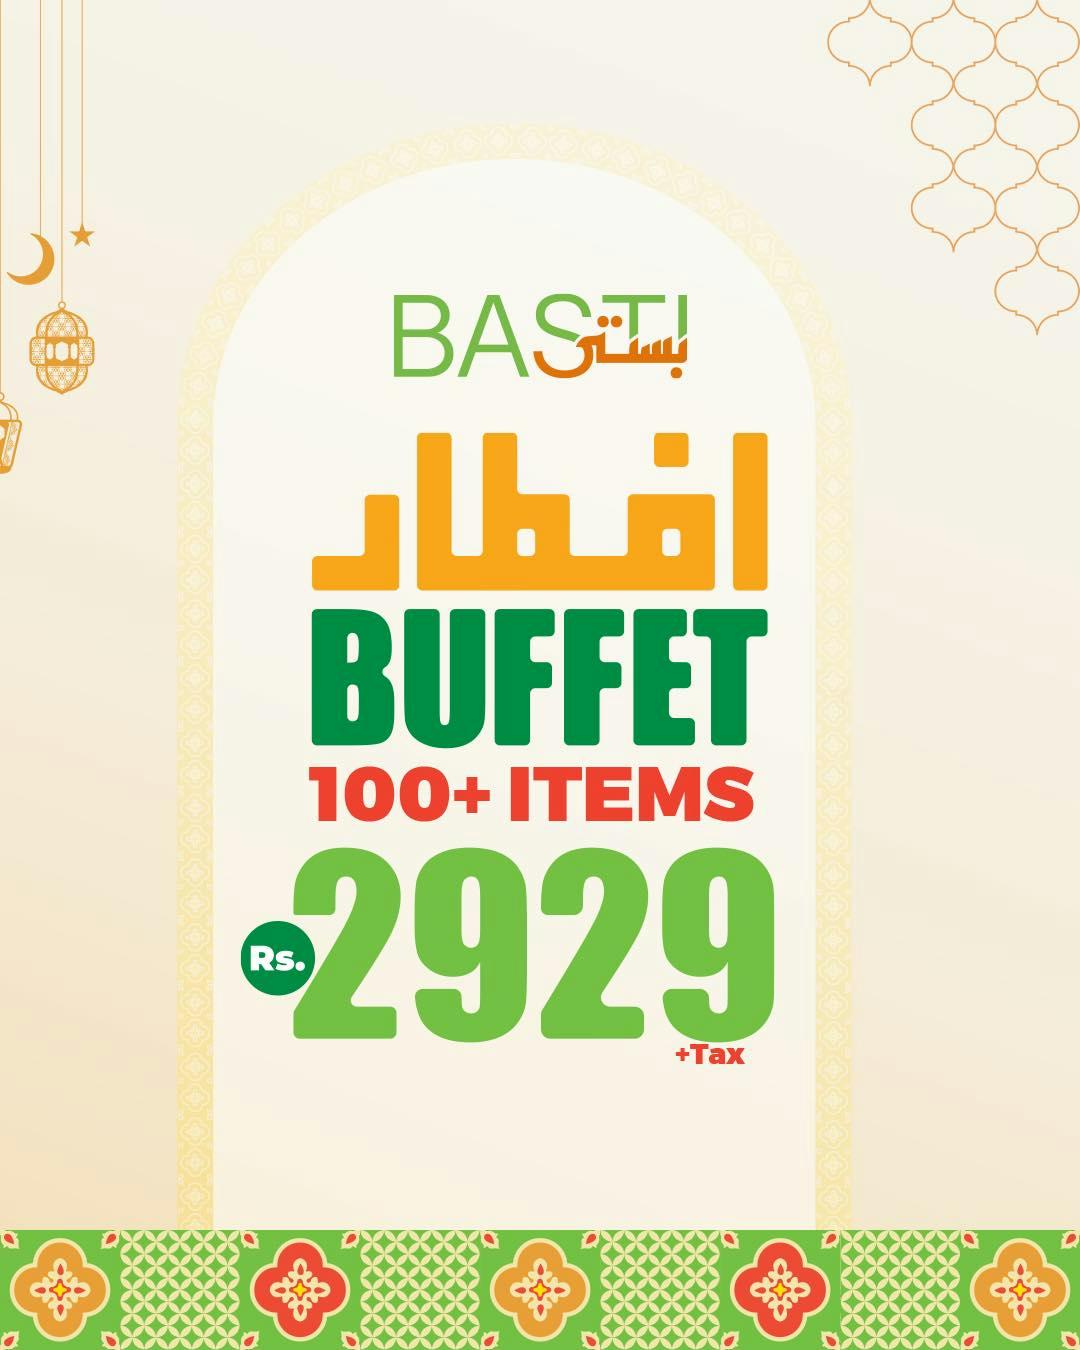 BASTI بستی
افطار
BUFFET
100+ ITEMS
Rs. 2929
+Tax